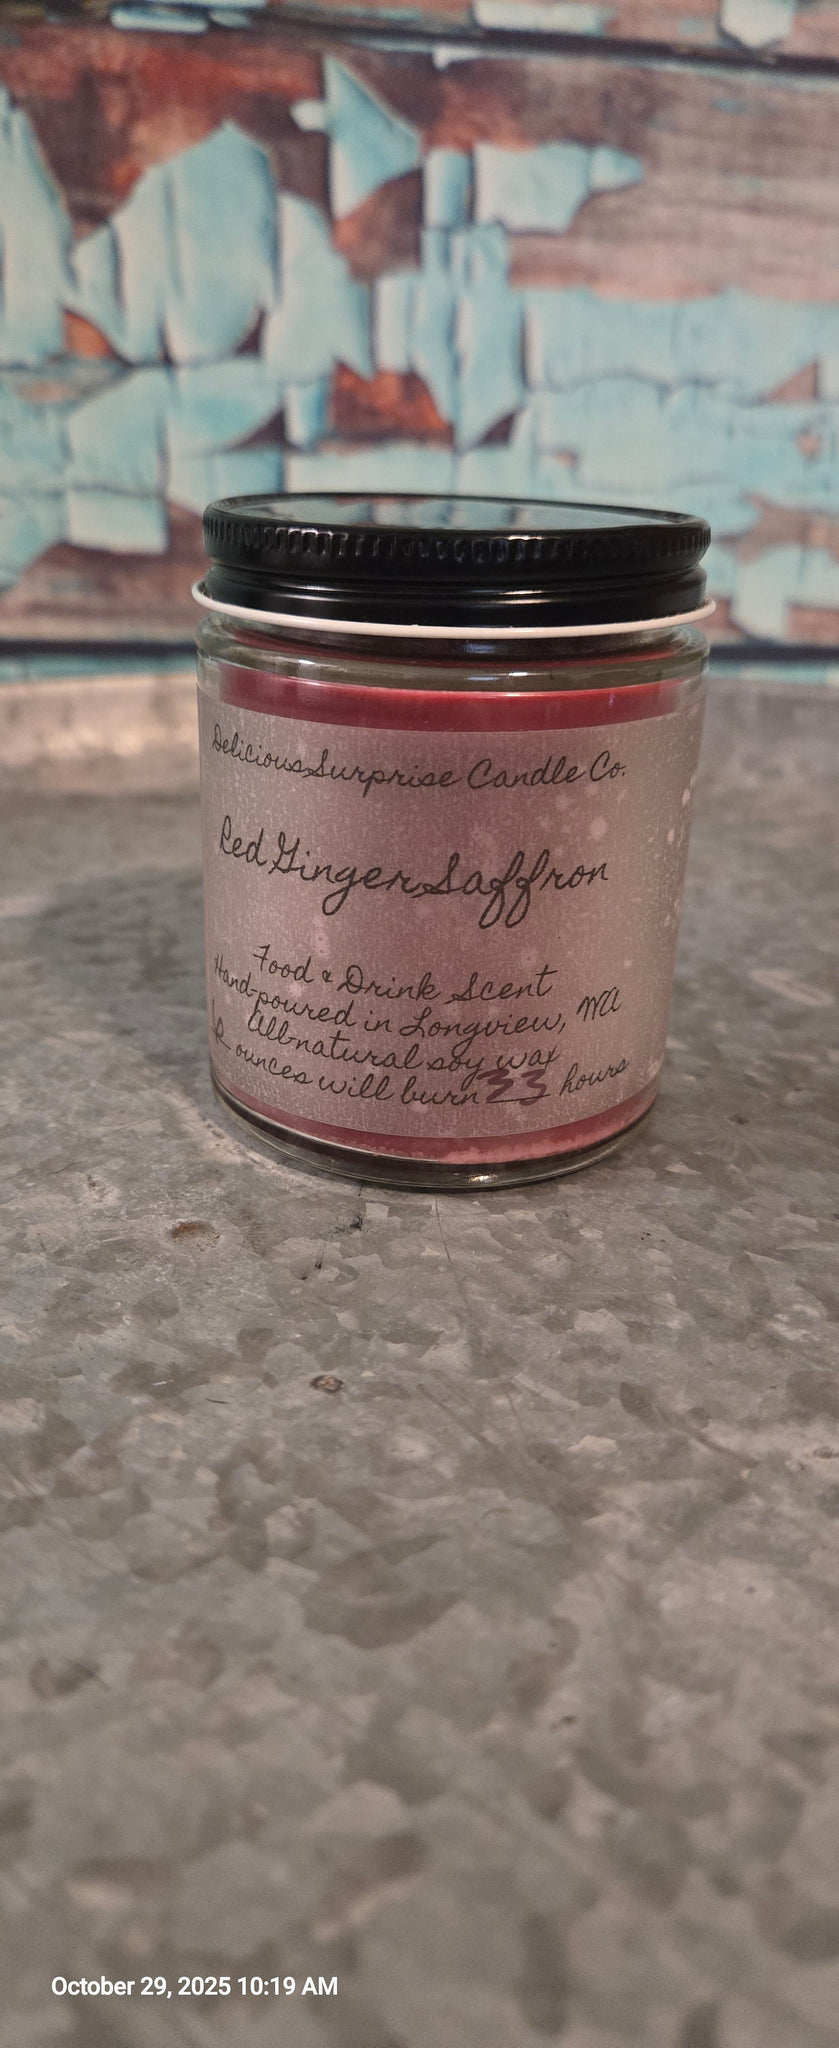 Delicious Surprise Candle Co.
Red Ginger Saffron
Food & Drink Scent
Hand-poured in Longview, WA
All-natural soy wax
6 ounces will burn 33 hours
October 29, 2025 10:19 AM